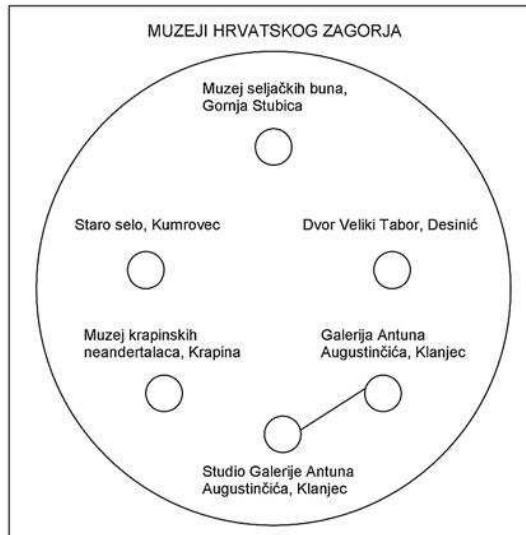 MUZEJI HRVATSKOG ZAGORJA
Muzej seljačkih buna,
Gornja Stubica
Staro selo, Kumrovec
Dvor Veliki Tabor, Desinić
Muzej krapinskih
neandertalaca, Krapina
Galerija Antuna
Augustinčića, Klanjec
Studio Galerije Antuna
Augustinčića, Klanjec